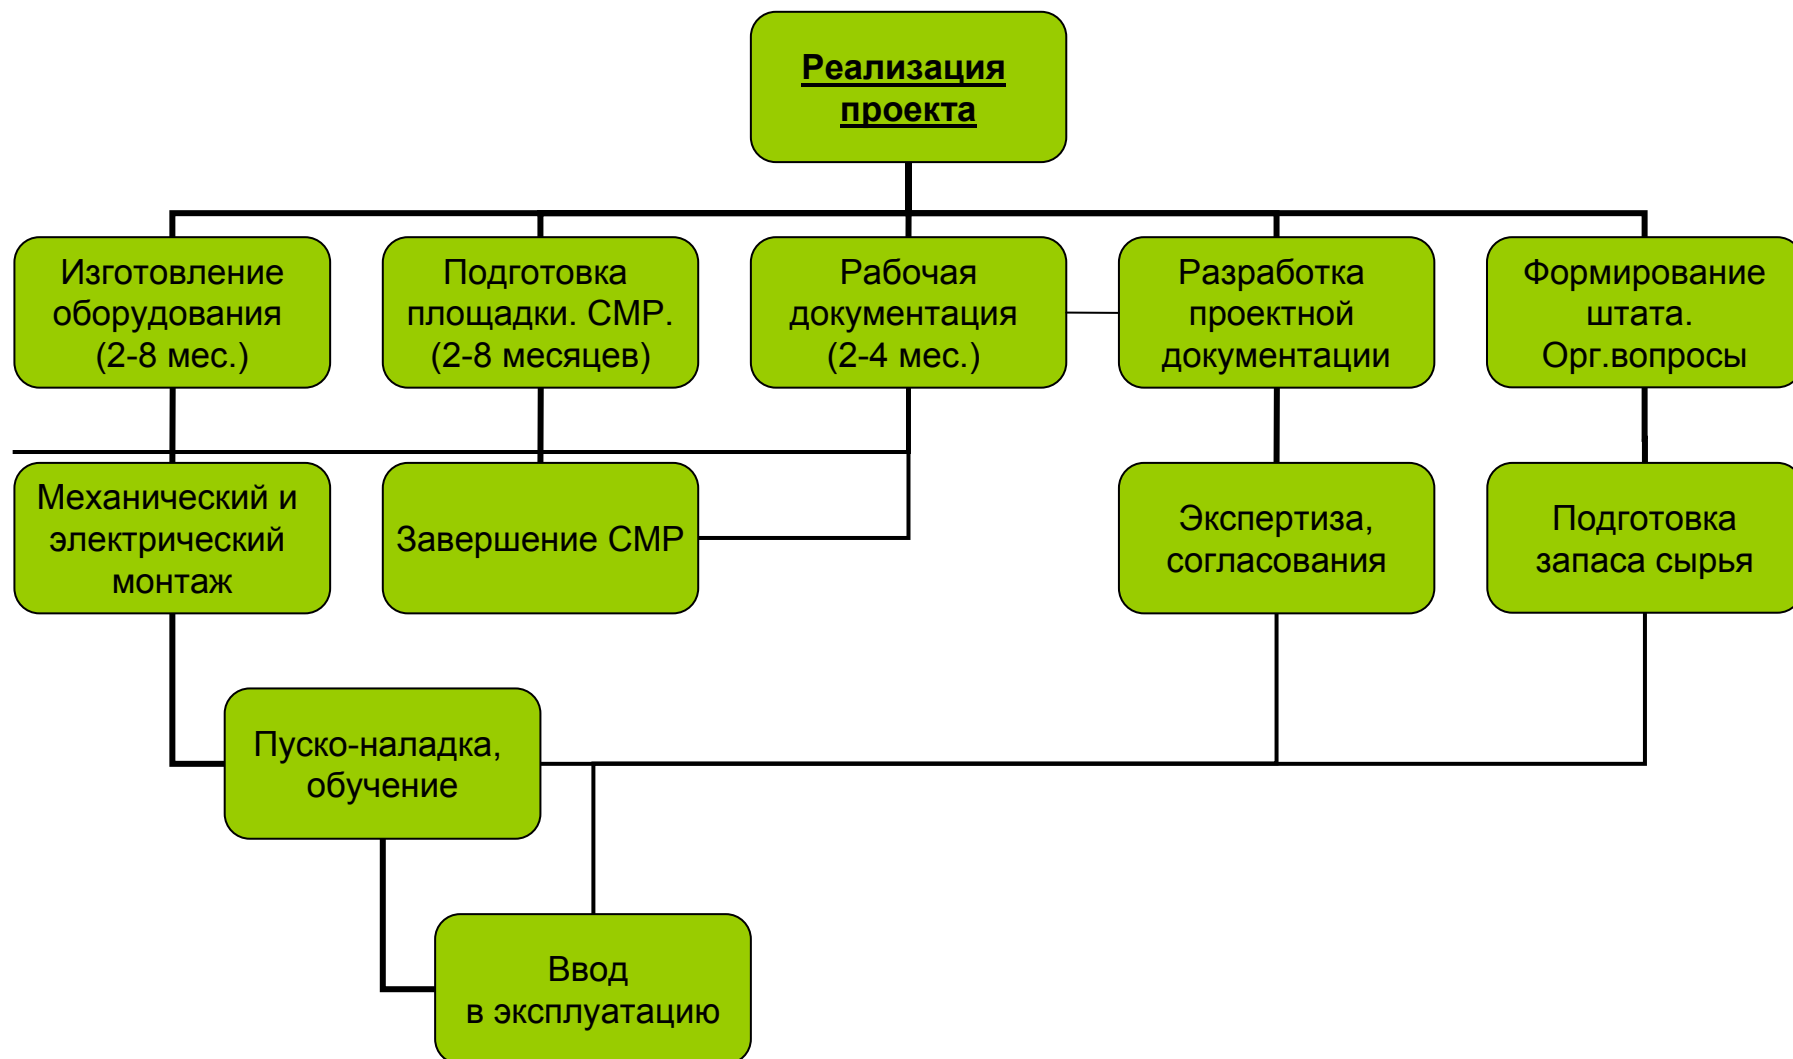 Реализация
проекта
Изготовление
оборудования
(2-8 мес.)
Подготовка
площадки. СМР.
(2-8 месяцев)
Рабочая
документация
(2-4 мес.)
Разработка
проектной
документации
Формирование
штата.
Орг.вопросы
Механический и
электрический
монтаж
Завершение СМР
Экспертиза,
согласования
Подготовка
запаса сырья
Пуско-наладка,
обучение
Ввод
в эксплуатацию